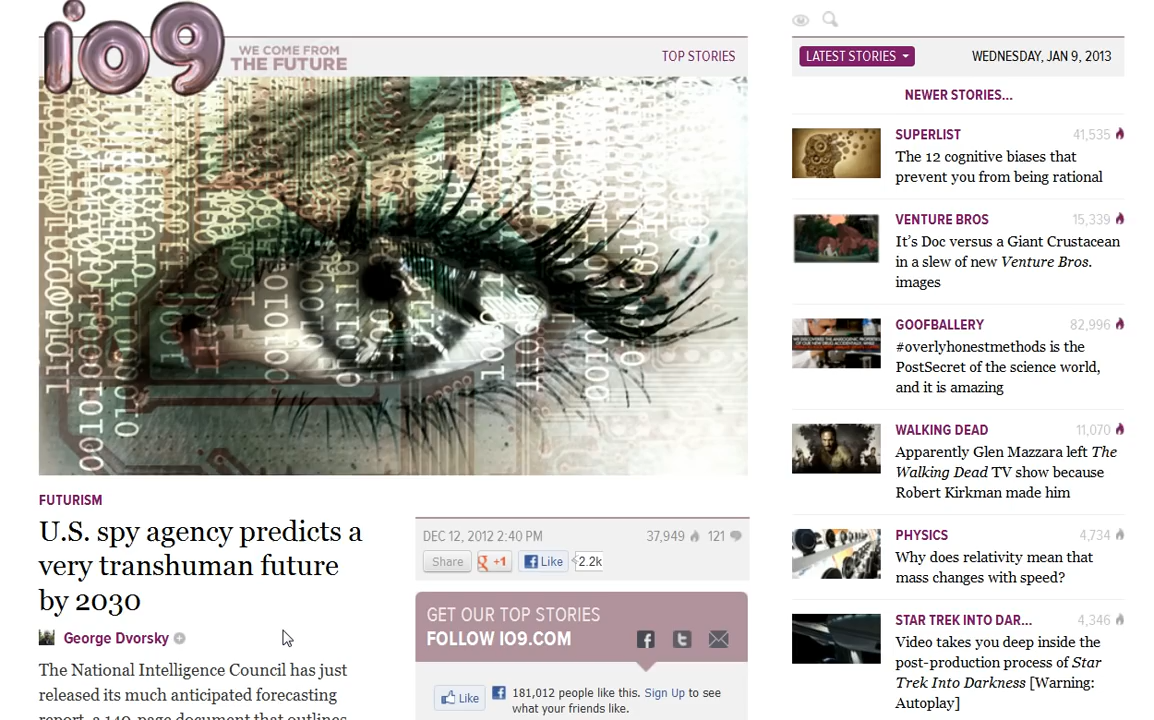 io9
WE COME FROM
THE FUTURE
TOP STORIES
FUTURISM
U.S. spy agency predicts a
very transhuman future
by 2030
George Dvorsky
The National Intelligence Council has just
released its much anticipated forecasting
report, a 140-page document that outlines
DEC 12, 2012 2:40 PM 37,949 121
Share +1 Like 2.2k
GET OUR TOP STORIES
FOLLOW IO9.COM
Like 181,012 people like this. Sign Up to see
what your friends like.
LATEST STORIES WEDNESDAY, JAN 9, 2013
NEWER STORIES...
SUPERLIST 41,535
The 12 cognitive biases that
prevent you from being rational
VENTURE BROS 15,339
It's Doc versus a Giant Crustacean
in a slew of new Venture Bros.
images
GOOFBALLERY 82,996
#overlyhonestmethods is the
PostSecret of the science world,
and it is amazing
WALKING DEAD 11,070
Apparently Glen Mazzara left The
Walking Dead TV show because
Robert Kirkman made him
PHYSICS 4,734
Why does relativity mean that
mass changes with speed?
STAR TREK INTO DAR... 4,346
Video takes you deep inside the
post-production process of Star
Trek Into Darkness [Warning:
Autoplay]